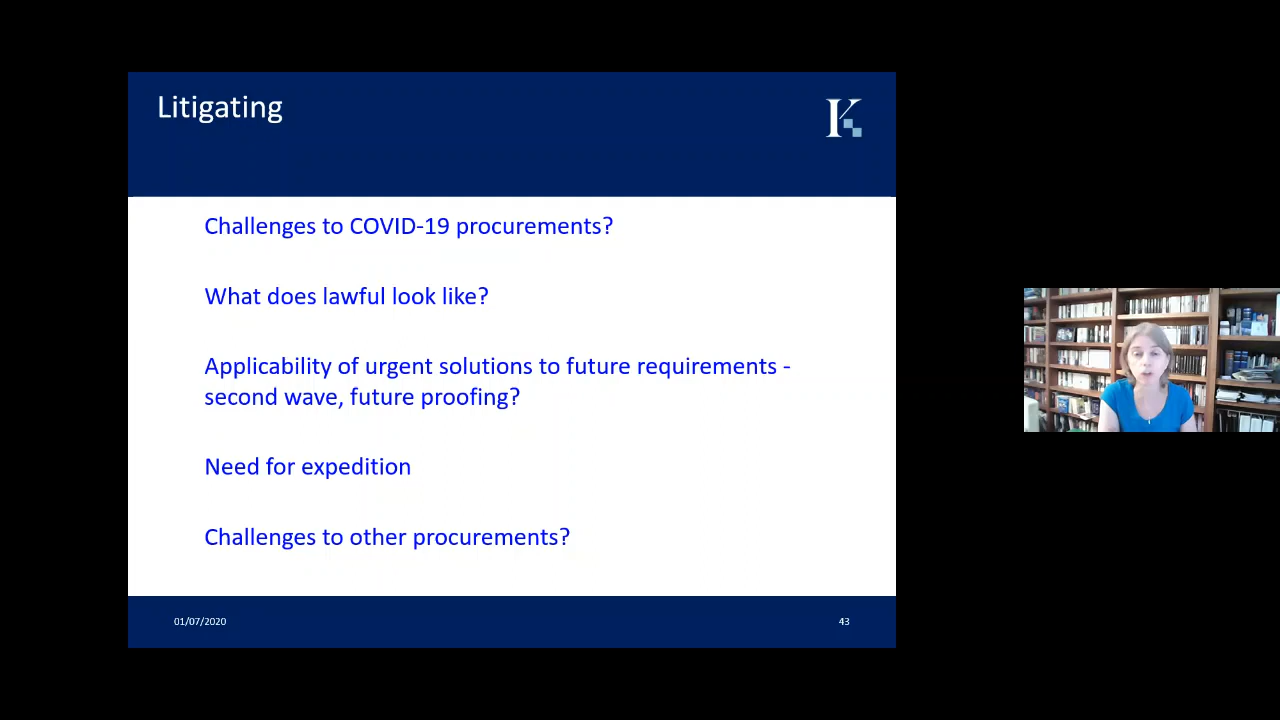 Litigating
K
Challenges to COVID-19 procurements?
What does lawful look like?
Applicability of urgent solutions to future requirements -
second wave, future proofing?
Need for expedition
Challenges to other procurements?
01/07/2020
43